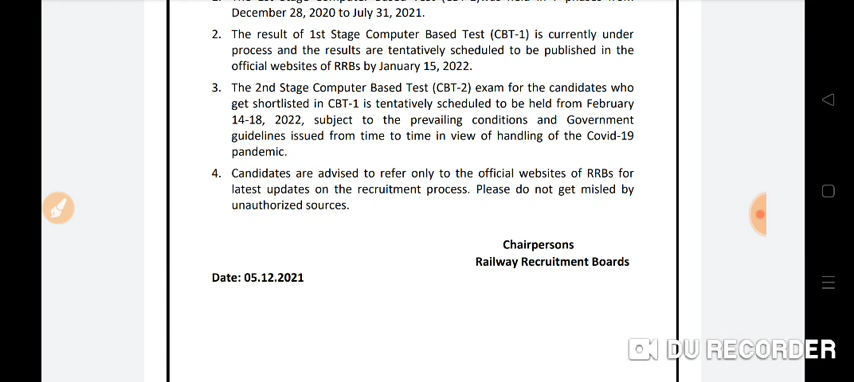 December 28, 2020 to July 31, 2021.
2. The result of 1st Stage Computer Based Test (CBT-1) is currently under
process and the results are tentatively scheduled to be published in the
official websites of RRBs by January 15, 2022.
3. The 2nd Stage Computer Based Test (CBT-2) exam for the candidates who
get shortlisted in CBT-1 is tentatively scheduled to be held from February
14-18, 2022, subject to the prevailing conditions and Government
guidelines issued from time to time in view of handling of the Covid-19
pandemic.
4. Candidates are advised to refer only to the official websites of RRBs for
latest updates on the recruitment process. Please do not get misled by
unauthorized sources.
Chairpersons
Railway Recruitment Boards
Date: 05.12.2021
DU RECORDER